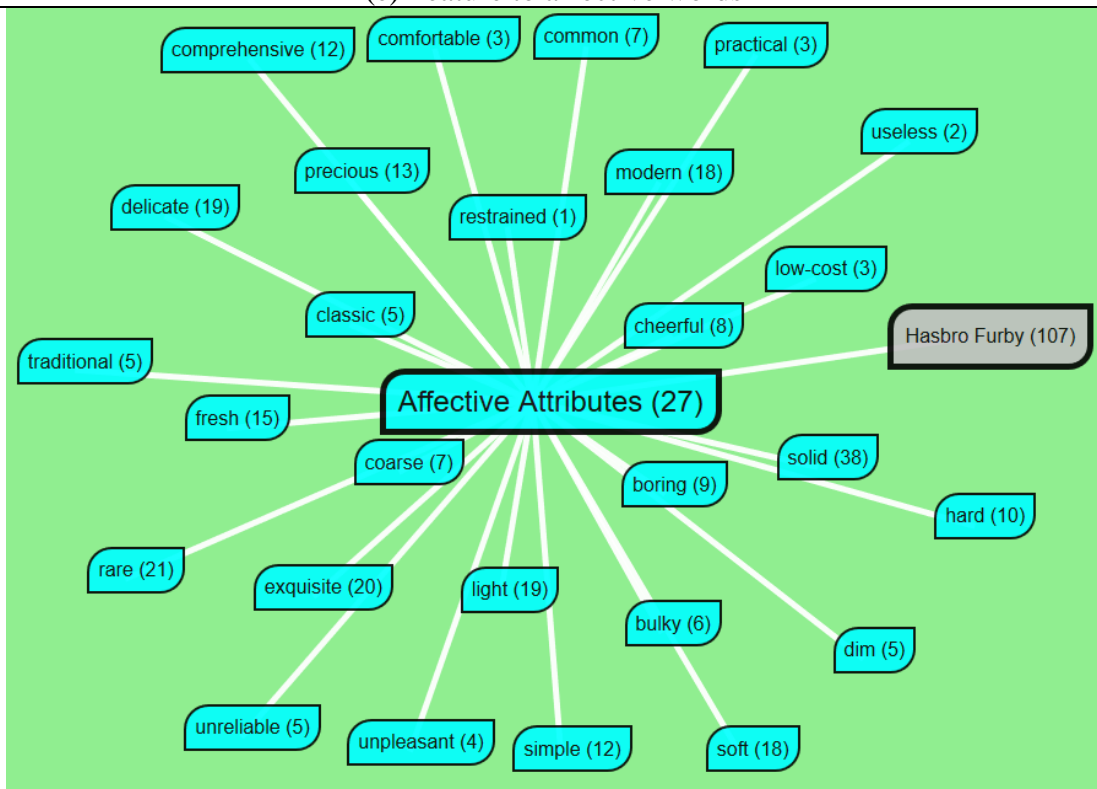 comprehensive (12)
comfortable (3)
common (7)
practical (3)
useless (2)
precious (13)
modern (18)
delicate (19)
restrained (1)
low-cost (3)
classic (5)
cheerful (8)
Hasbro Furby (107)
traditional (5)
Affective Attributes (27)
fresh (15)
coarse (7)
solid (38)
boring (9)
hard (10)
rare (21)
exquisite (20)
light (19)
bulky (6)
dim (5)
unreliable (5)
unpleasant (4)
simple (12)
soft (18)